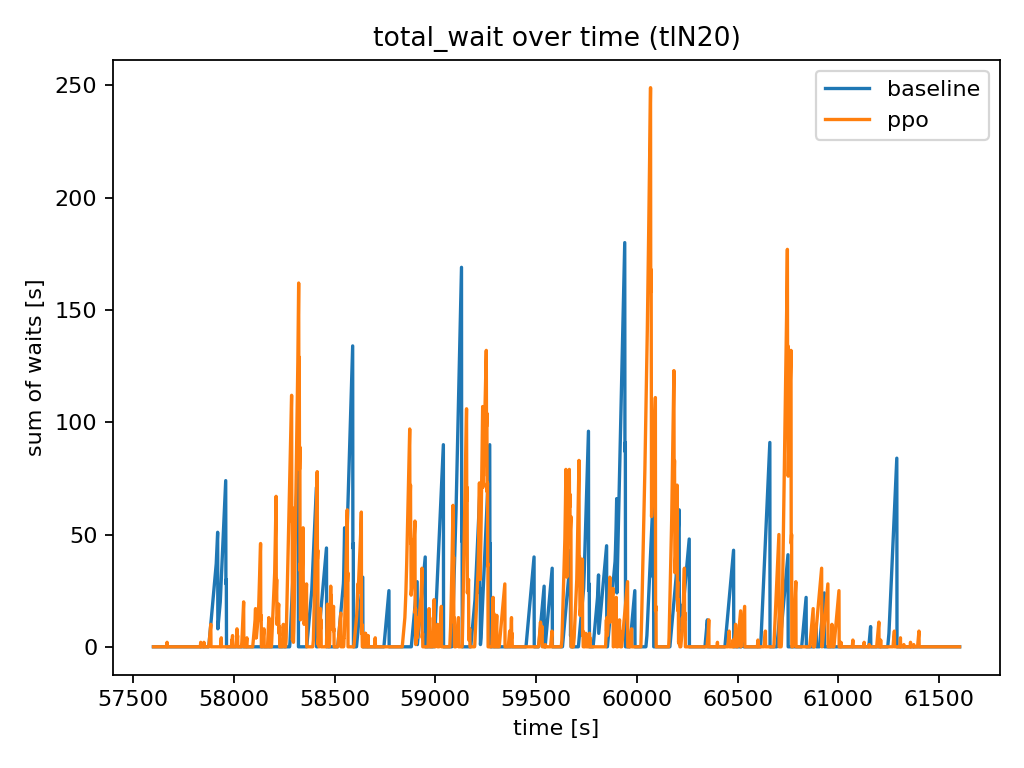 total_wait over time (tlN20)
baseline
ppo
250
200
150
100
50
0
sum of waits [s]
57500 58000 58500 59000 59500 60000 60500 61000 61500
time [s]